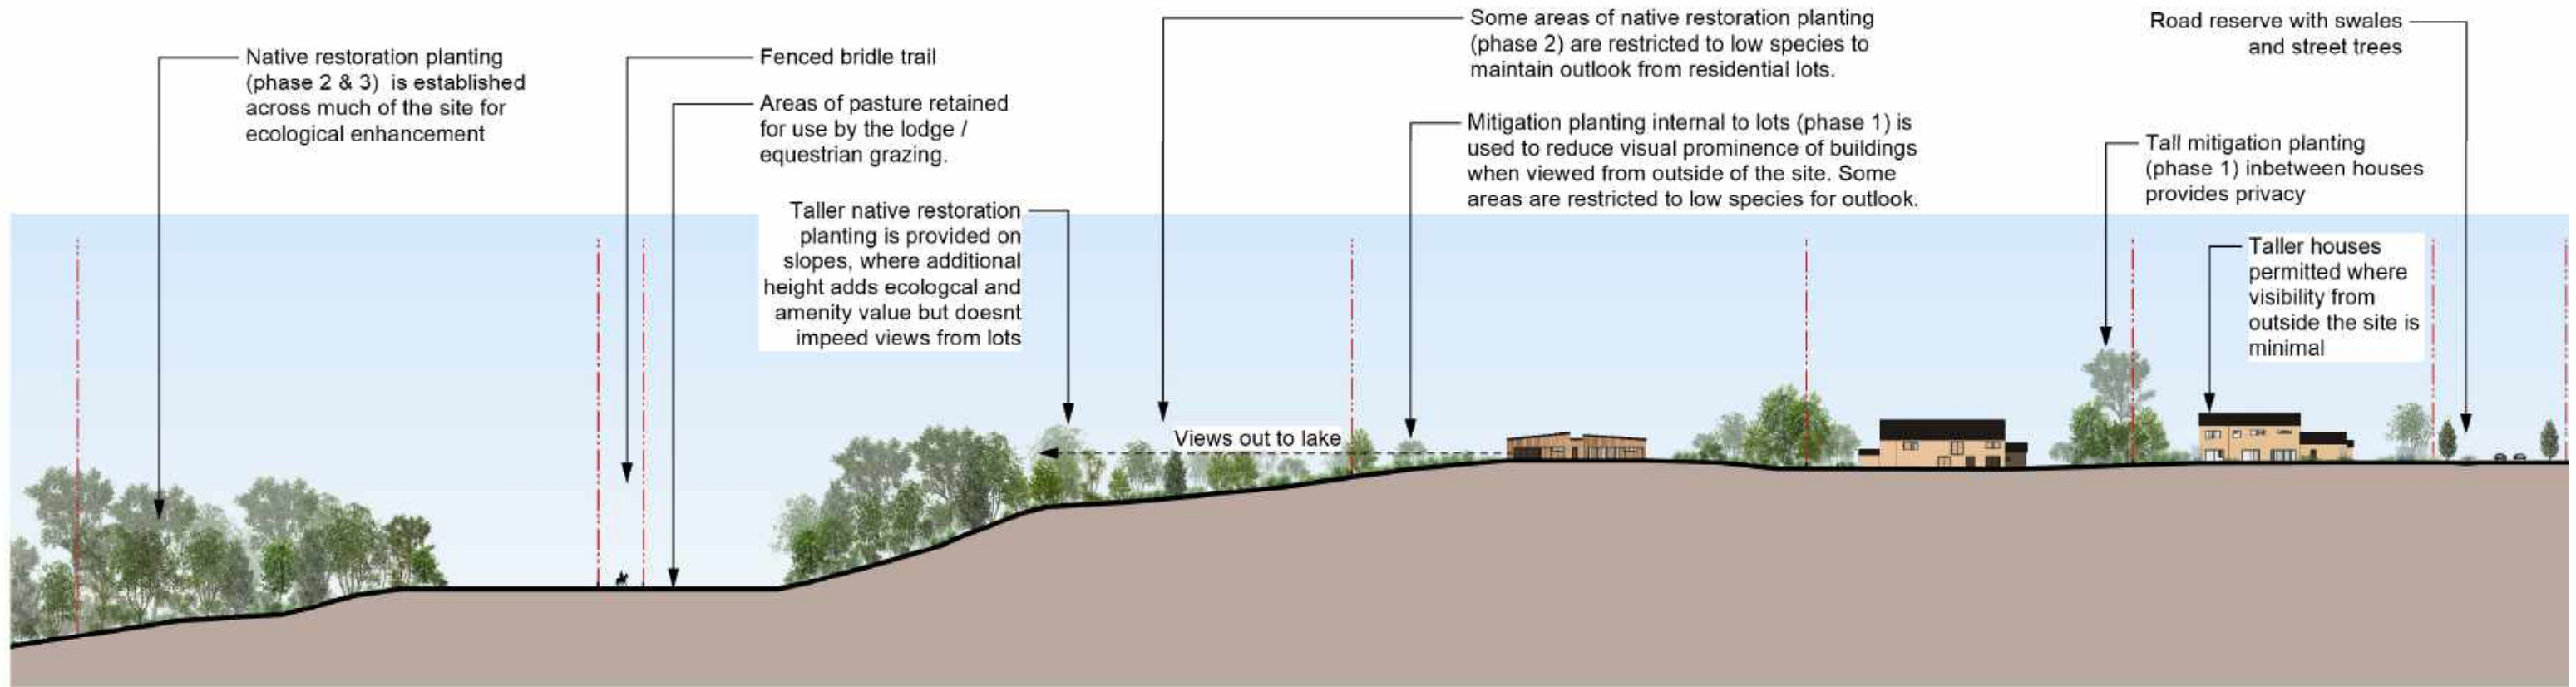 Native restoration planting
(phase 2 & 3) is established
across much of the site for
ecological enhancement
Fenced bridle trail
Areas of pasture retained
for use by the lodge /
equestrian grazing.
Taller native restoration
planting is provided on
slopes, where additional
height adds ecologcal and
amenity value but doesnt
impeed views from lots
Some areas of native restoration planting
(phase 2) are restricted to low species to
maintain outlook from residential lots.
Mitigation planting internal to lots (phase 1) is
used to reduce visual prominence of buildings
when viewed from outside of the site. Some
areas are restricted to low species for outlook.
Views out to lake
Road reserve with swales
and street trees
Tall mitigation planting
(phase 1) inbetween houses
provides privacy
Taller houses
permitted where
visibility from
outside the site is
minimal